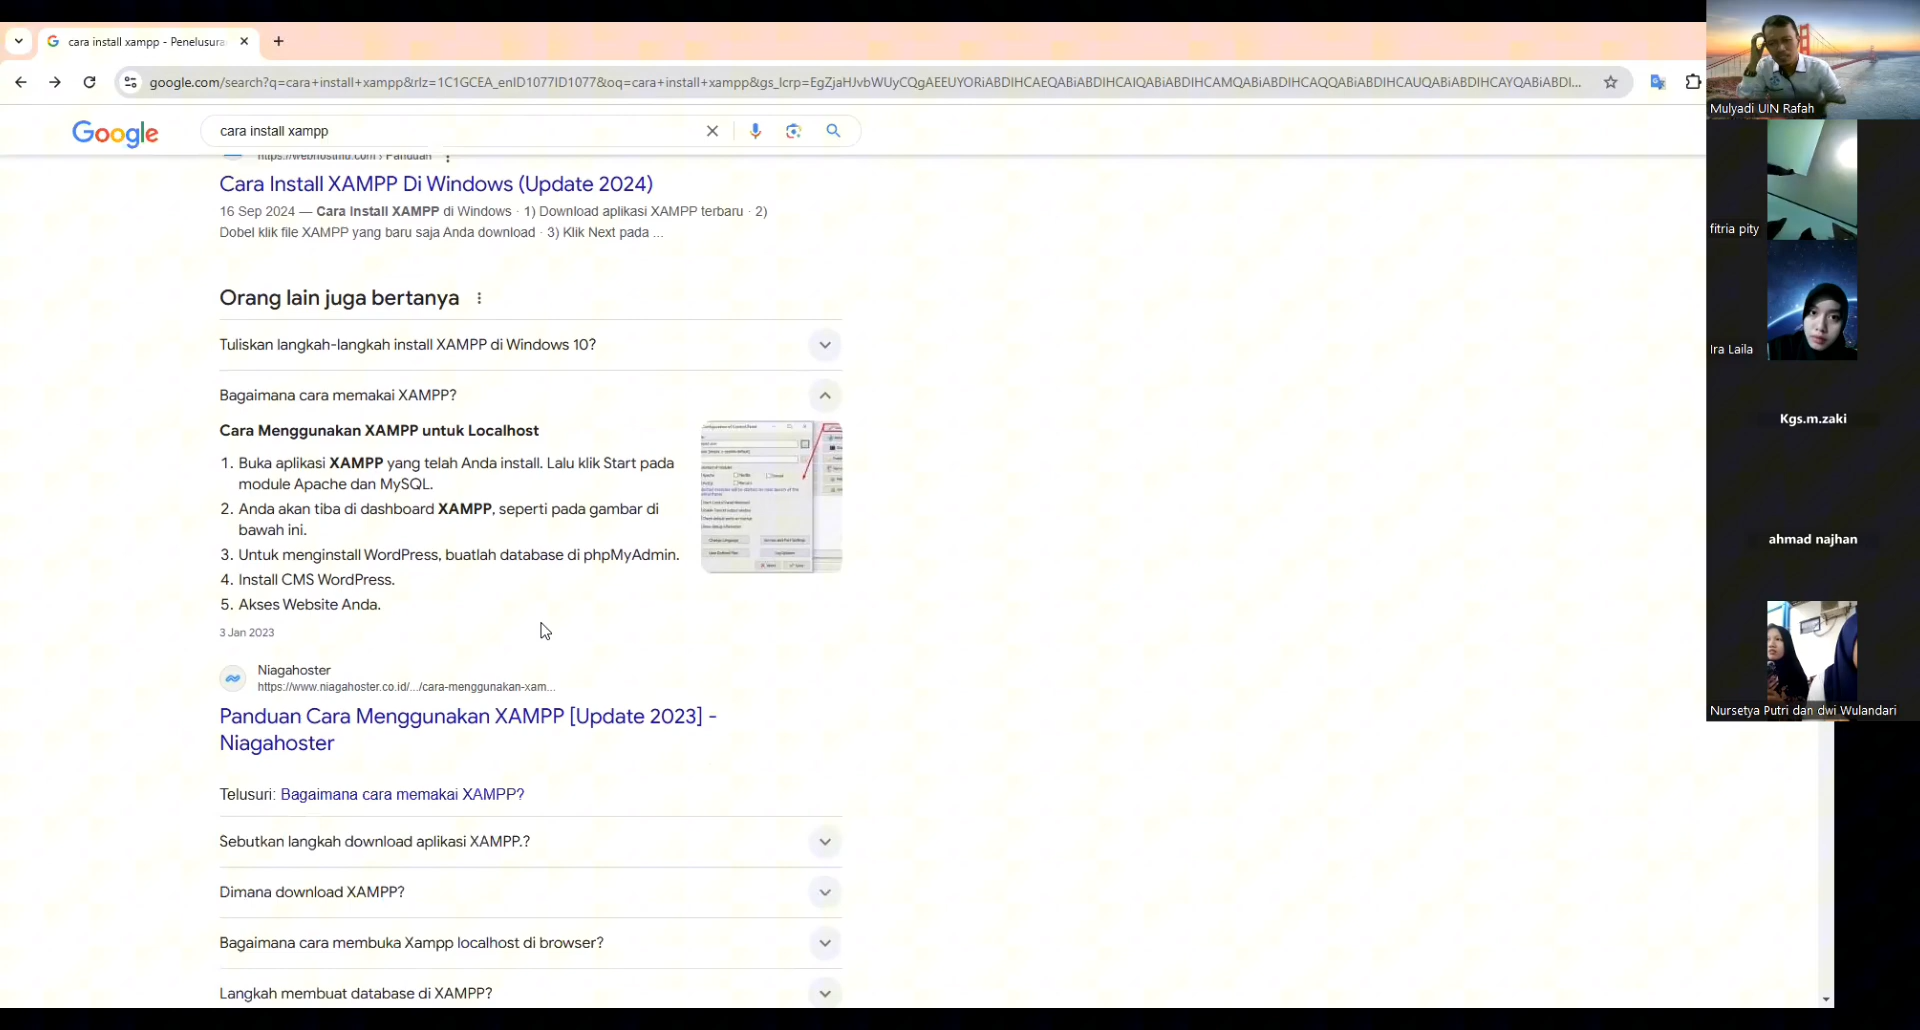 cara install xampp - Penelusura
google.com/search?q=cara+install+xampp&rlz=1C1GCEA_enID1077ID1077&oq=cara+install+xampp&gs_lcrp=EgZjaHJvbWUyCQgAEEUYORiABDIHCAEQABiABDIHCAIQABiABDIHCAMQABiABDIHCAQQABiABDIHCAUQABiABDIHCAYQABiABDI...
Mulyadi UIN Rafah
Google
cara install xampp
https://webhostmu.com › Panduan
Cara Install XAMPP Di Windows (Update 2024)
16 Sep 2024 — Cara Install XAMPP di Windows · 1) Download aplikasi XAMPP terbaru · 2)
Dobel klik file XAMPP yang baru saja Anda download · 3) Klik Next pada ...
fitria pity
Orang lain juga bertanya
Tuliskan langkah-langkah install XAMPP di Windows 10?
Ira Laila
Bagaimana cara memakai XAMPP?
Kgs.m.zaki
Cara Menggunakan XAMPP untuk Localhost
1. Buka aplikasi XAMPP yang telah Anda install. Lalu klik Start pada
module Apache dan MySQL.
2. Anda akan tiba di dashboard XAMPP, seperti pada gambar di
bawah ini.
ahmad najhan
3. Untuk menginstall WordPress, buatlah database di phpMyAdmin.
4. Install CMS WordPress.
5. Akses Website Anda.
3 Jan 2023
Niagahoster
https://www.niagahoster.co.id/.../cara-menggunakan-xam...
Panduan Cara Menggunakan XAMPP [Update 2023] -
Niagahoster
Nursetya Putri dan dwi Wulandari
Telusuri: Bagaimana cara memakai XAMPP?
Sebutkan langkah download aplikasi XAMPP.?
Dimana download XAMPP?
Bagaimana cara membuka Xampp localhost di browser?
Langkah membuat database di XAMPP?